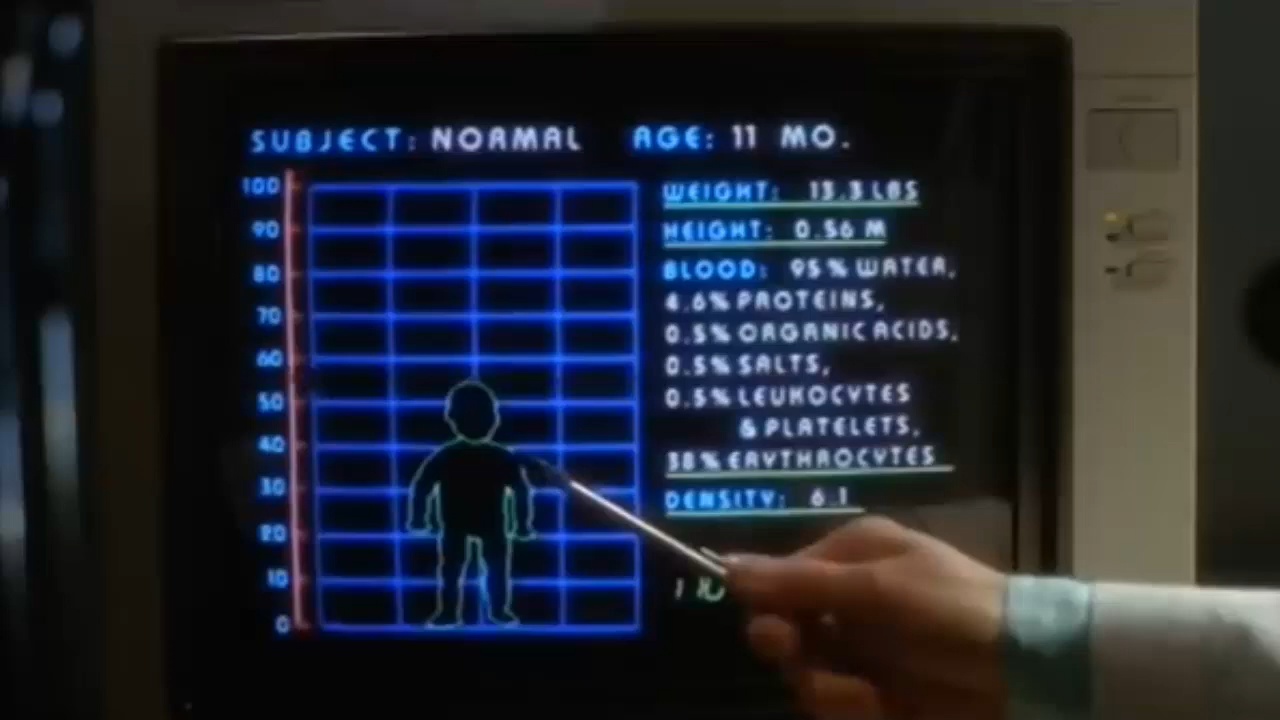 SUBJECT: NORMAL AGE: 11 MO.
100
90
80
70
60
50
40
30
20
10
0
WEIGHT: 13.3 LBS
HEIGHT: 0.56 M
BLOOD: 95% WATER,
4.6% PROTEINS,
0.5% ORGANIC ACIDS,
0.5% SALTS,
0.5% LEUKOCYTES
& PLATELETS,
38% ERYTHROCYTES
DENSITY: 6.1